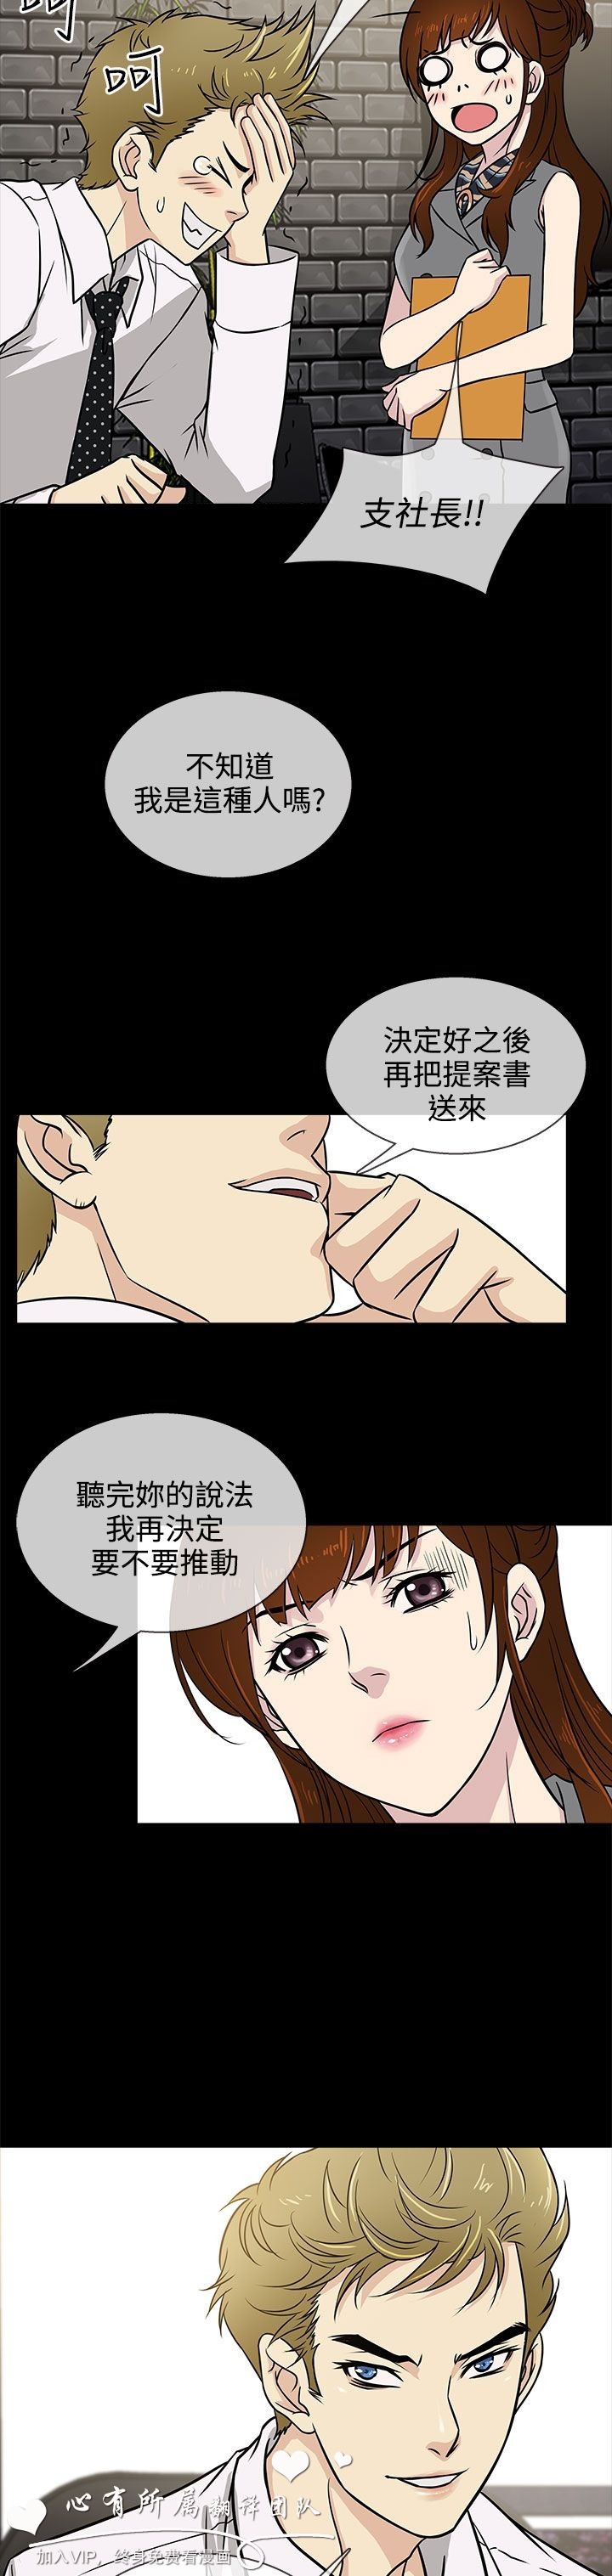 呵
呵
支社長!!
不知道
我是這種人嗎?
決定好之後
再把提案書
送來
聽完妳的說法
我再決定
要不要推動
心有所属翻译团队
加入VIP，终身免费看漫画